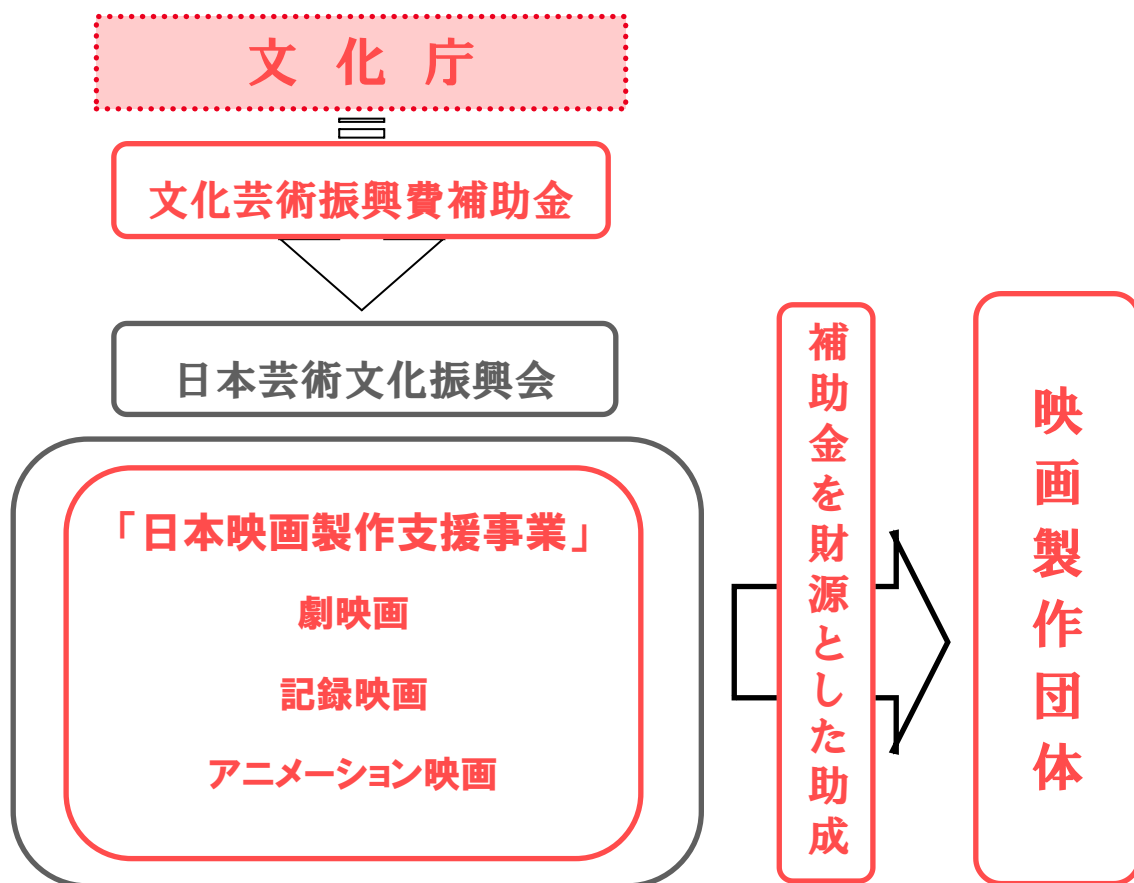 文化庁
文化芸術振興費補助金
日本芸術文化振興会
「日本映画製作支援事業」
劇映画
記録映画
アニメーション映画
補助金を財源とした助成
映画製作団体